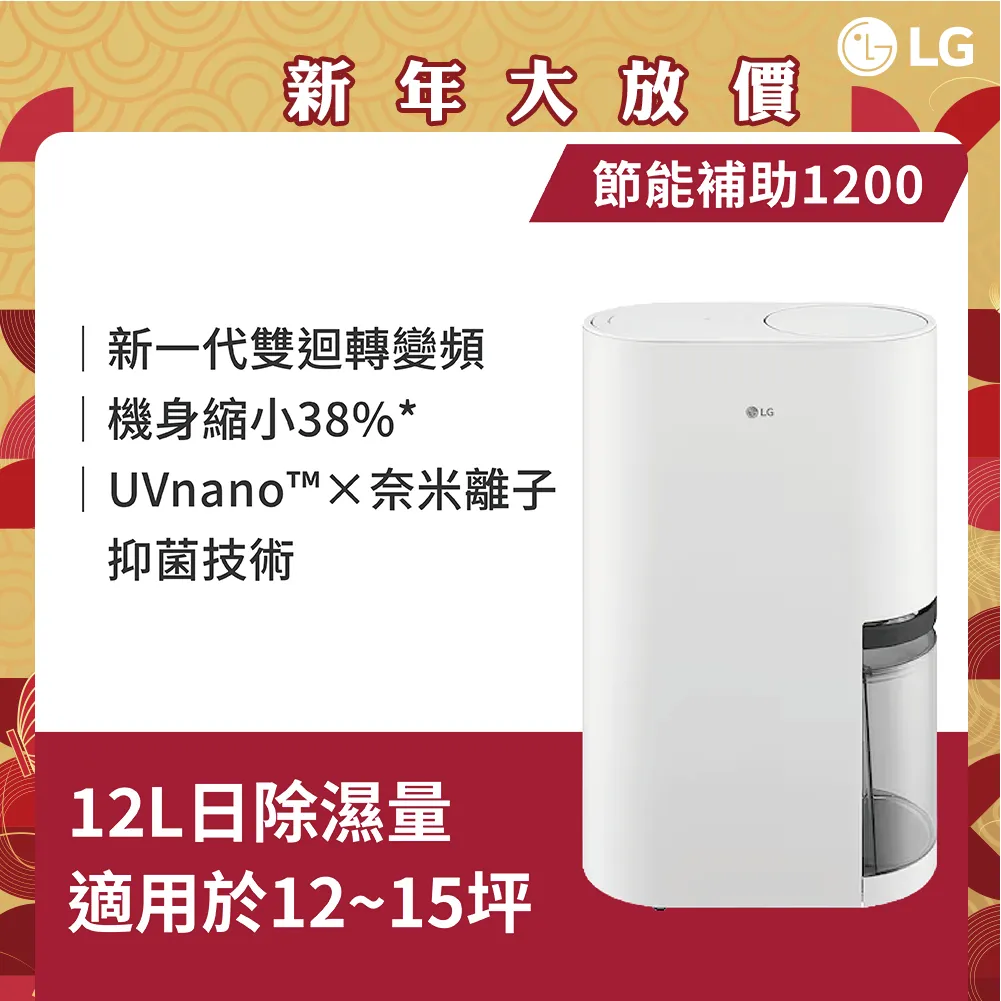 LG
新年大放價
節能補助1200
｜新一代雙迴轉變頻
｜機身縮小38%*
｜UVnano™×奈米離子
抑菌技術
LG
12L日除濕量
適用於12~15坪